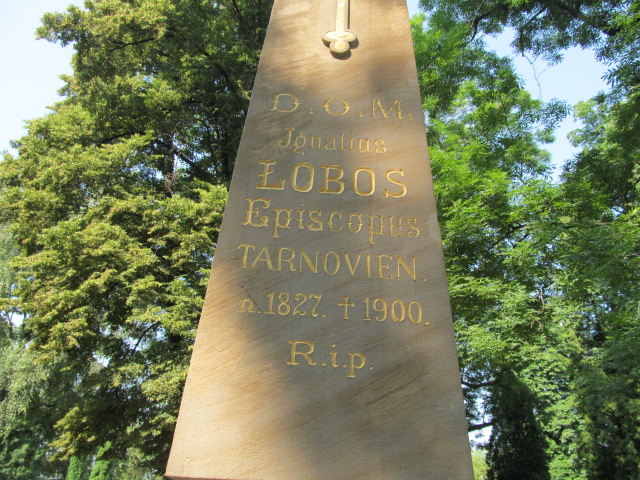 D.O.M.
Ignatius
ŁOBOS
Episcopus
TARNOVIEN.
n.1827. † 1900.
R.i.p.